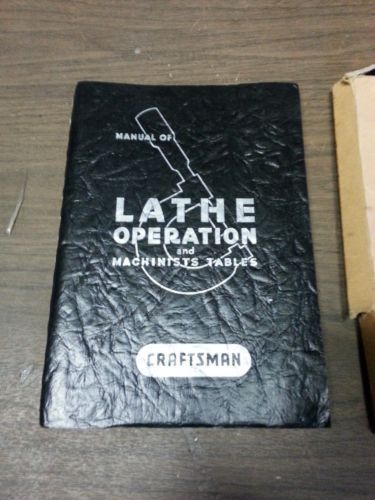 MANUAL OF
LATHE
OPERATION
and
MACHINISTS TABLES
CRAFTSMAN